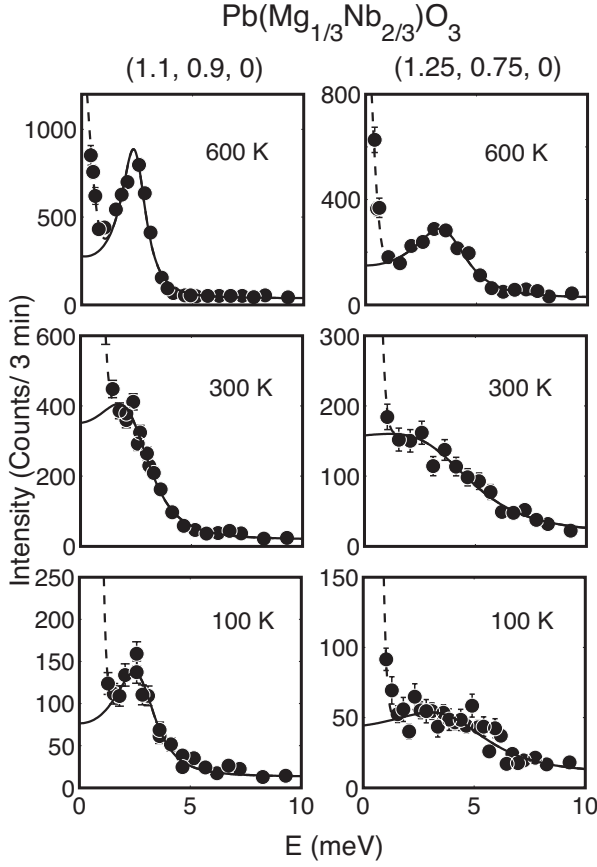 Pb(Mg1/3Nb2/3)O3
(1.1, 0.9, 0) (1.25, 0.75, 0)
1000
500
0
600 K
800
400
0
600 K
Intensity (Counts/ 3 min)
600
400
200
0
300 K
300
200
100
0
300 K
250
200
150
100
50
0
100 K
150
100
50
0
100 K
0 5 10
0 5 10
E (meV)